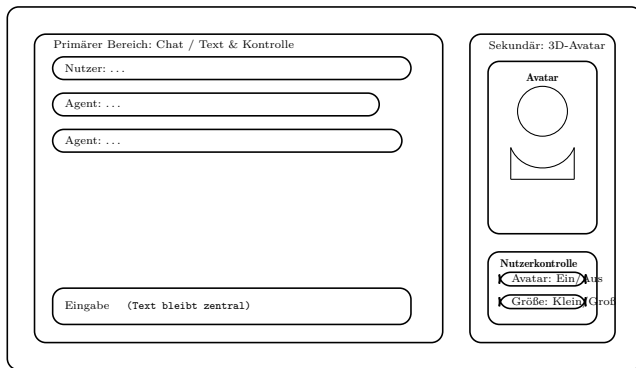 Primärer Bereich: Chat / Text & Kontrolle
Nutzer: ...
Agent: ...
Agent: ...
Eingabe (Text bleibt zentral)
Sekundär: 3D-Avatar
Avatar
Nutzerkontrolle
Avatar: Ein/Aus
Größe: Klein/Groß